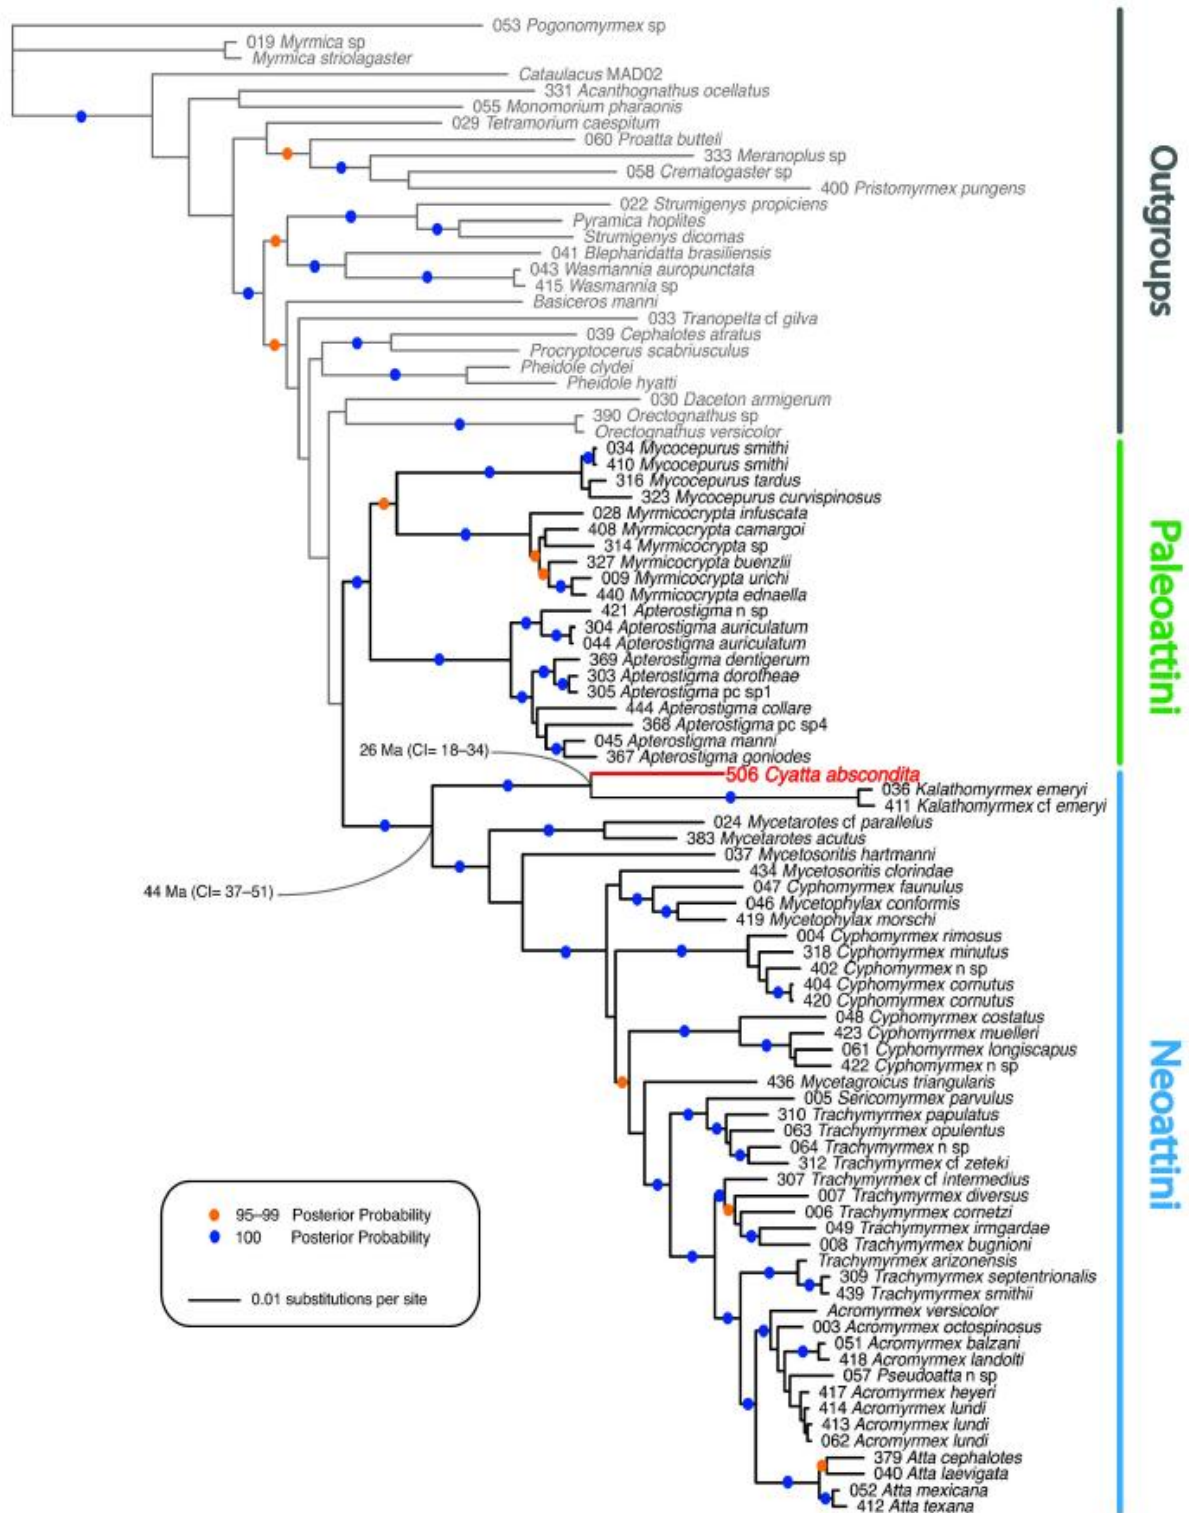 053 Pogonomyrmex sp
019 Myrmica sp
Myrmica striolagaster
Cataulacus MAD02
331 Acanthognathus ocellatus
055 Monomorium pharaonis
029 Tetramorium caespitum
060 Proatta butteli
333 Meranoplus sp
058 Crematogaster sp
400 Pristomyrmex pungens
022 Strumigenys propiciens
Pyramica hoplites
Strumigenys dicomas
041 Blepharidatta brasiliensis
043 Wasmannia auropunctata
415 Wasmannia sp
Basiceros manni
033 Tranopelta cf gilva
039 Cephalotes atratus
Procryptocerus scabriusculus
Pheidole clydei
Pheidole hyatti
030 Daceton armigerum
390 Orectognathus sp
Orectognathus versicolor
Outgroups
034 Mycocepurus smithi
410 Mycocepurus smithi
316 Mycocepurus tardus
323 Mycocepurus curvispinosus
028 Myrmicocrypta infuscata
408 Myrmicocrypta camargoi
314 Myrmicocrypta sp
327 Myrmicocrypta buenzlii
009 Myrmicocrypta urichi
440 Myrmicocrypta ednaella
421 Apterostigma n sp
304 Apterostigma auriculatum
044 Apterostigma auriculatum
369 Apterostigma dentigerum
303 Apterostigma dorotheae
305 Apterostigma pc sp1
444 Apterostigma collare
368 Apterostigma pc sp4
045 Apterostigma manni
367 Apterostigma goniodes
Paleoattini
26 Ma (CI= 18–34)
506 Cyatta abscondita
036 Kalathomyrmex emeryi
411 Kalathomyrmex cf emeryi
024 Mycetarotes cf parallelus
383 Mycetarotes acutus
037 Mycetosoritis hartmanni
434 Mycetosoritis clorindae
44 Ma (CI= 37–51)
047 Cyphomyrmex faunulus
046 Mycetophylax conformis
419 Mycetophylax morschi
004 Cyphomyrmex rimosus
318 Cyphomyrmex minutus
402 Cyphomyrmex n sp
404 Cyphomyrmex cornutus
420 Cyphomyrmex cornutus
048 Cyphomyrmex costatus
423 Cyphomyrmex muelleri
061 Cyphomyrmex longiscapus
422 Cyphomyrmex n sp
436 Mycetagroicus triangularis
005 Sericomyrmex parvulus
310 Trachymyrmex papulatus
063 Trachymyrmex opulentus
064 Trachymyrmex n sp
312 Trachymyrmex cf zeteki
307 Trachymyrmex cf intermedius
007 Trachymyrmex diversus
006 Trachymyrmex cornetzi
049 Trachymyrmex irmgardae
008 Trachymyrmex bugnioni
Trachymyrmex arizonensis
309 Trachymyrmex septentrionalis
439 Trachymyrmex smithii
Acromyrmex versicolor
003 Acromyrmex octospinosus
051 Acromyrmex balzani
418 Acromyrmex landolti
057 Pseudoatta n sp
417 Acromyrmex heyeri
414 Acromyrmex lundi
413 Acromyrmex lundi
062 Acromyrmex lundi
379 Atta cephalotes
040 Atta laevigata
052 Atta mexicana
412 Atta texana
Neoattini
95–99 Posterior Probability
100 Posterior Probability
0.01 substitutions per site